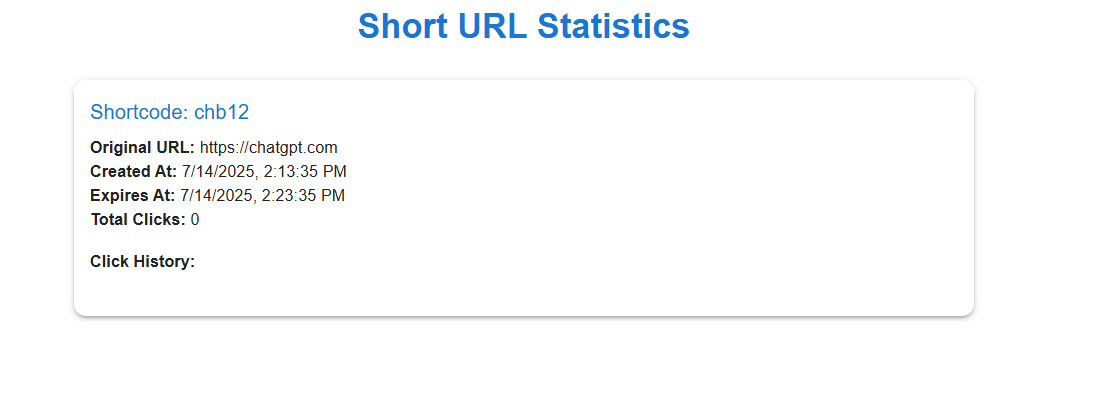 Short URL Statistics
Shortcode: chb12
Original URL: https://chatgpt.com
Created At: 7/14/2025, 2:13:35 PM
Expires At: 7/14/2025, 2:23:35 PM
Total Clicks: 0
Click History: